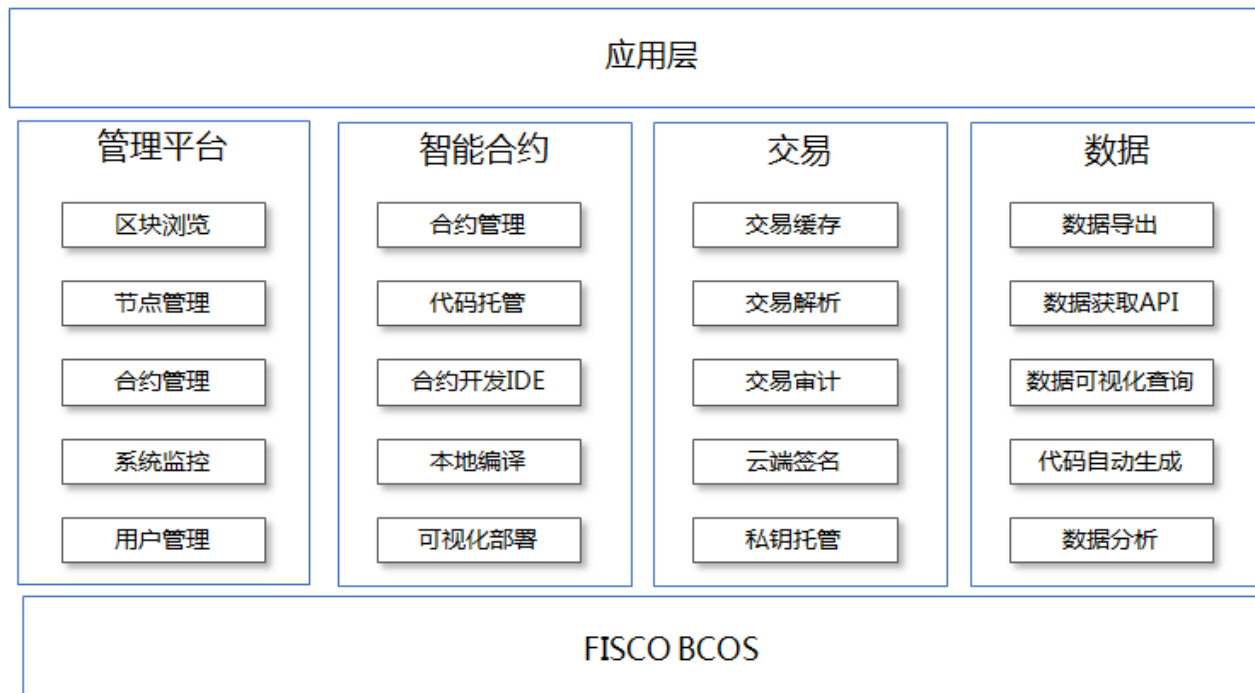 应用层
管理平台
区块浏览
节点管理
合约管理
系统监控
用户管理
智能合约
合约管理
代码托管
合约开发IDE
本地编译
可视化部署
交易
交易缓存
交易解析
交易审计
云端签名
私钥托管
数据
数据导出
数据获取API
数据可视化查询
代码自动生成
数据分析
FISCO BCOS